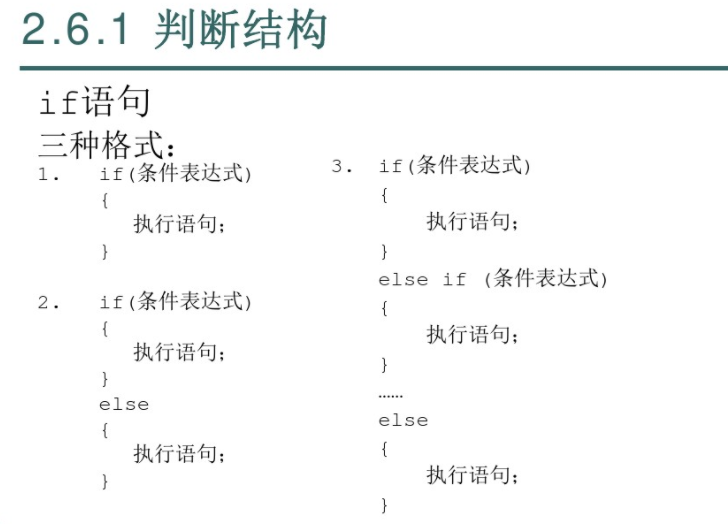 2.6.1 判断结构
if语句
三种格式：
1. if(条件表达式)
{
执行语句;
}
2. if(条件表达式)
{
执行语句;
}
else
{
执行语句;
}
3. if(条件表达式)
{
执行语句;
}
else if (条件表达式)
{
执行语句;
}
……
else
{
执行语句;
}